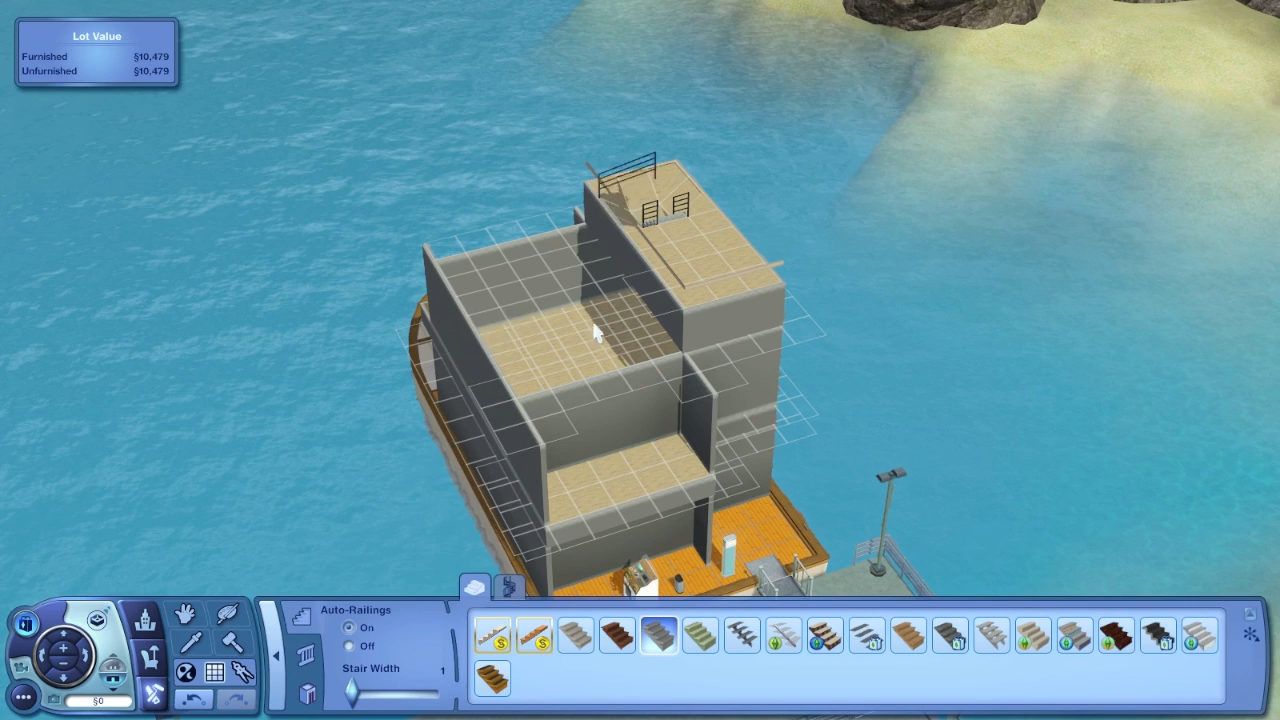 Lot Value
Furnished §10,479
Unfurnished §10,479
Auto-Railings
On
Off
Stair Width 1
§0